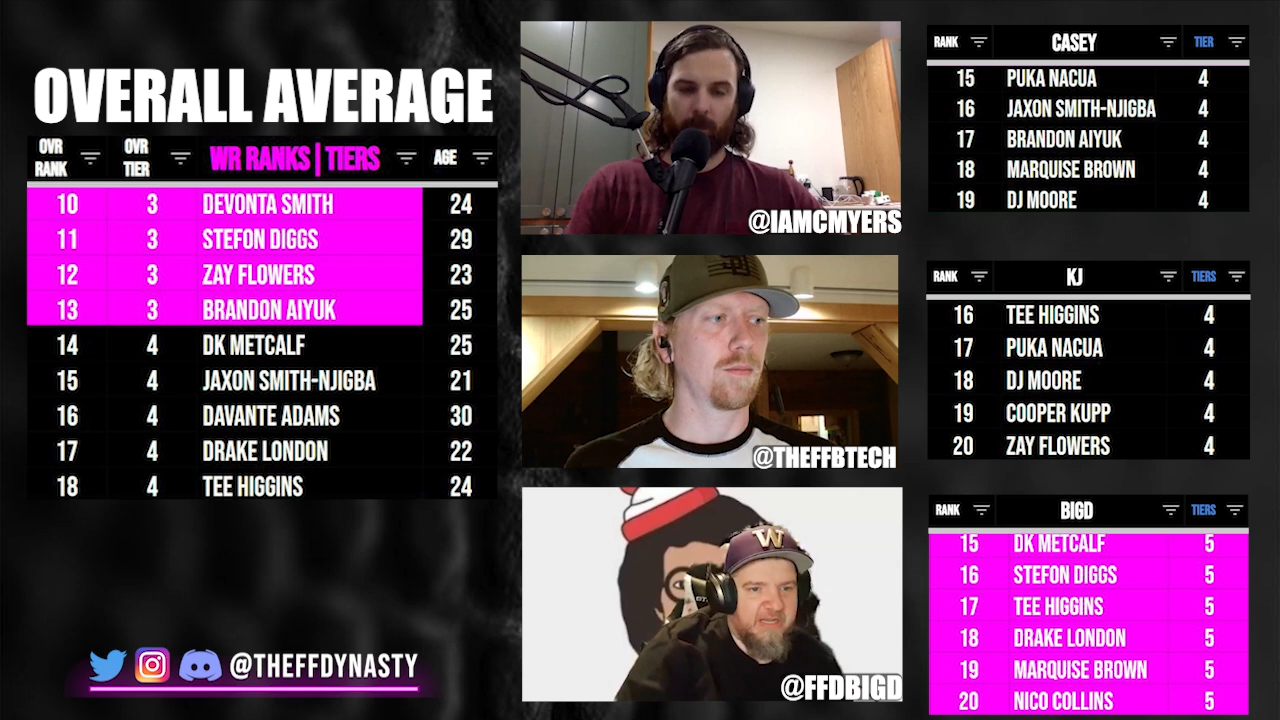 OVERALL AVERAGE
OVR RANK OVR TIER WR RANKS | TIERS AGE
10 3 DEVONTA SMITH 24
11 3 STEFON DIGGS 29
12 3 ZAY FLOWERS 23
13 3 BRANDON AIYUK 25
14 4 DK METCALF 25
15 4 JAXON SMITH-NJIGBA 21
16 4 DAVANTE ADAMS 30
17 4 DRAKE LONDON 22
18 4 TEE HIGGINS 24
@THEFFDYNASTY
@IAMCMYERS
@THEFFBTECH
W
@FFDBIGD
RANK CASEY TIER
15 PUKA NACUA 4
16 JAXON SMITH-NJIGBA 4
17 BRANDON AIYUK 4
18 MARQUISE BROWN 4
19 DJ MOORE 4
RANK KJ TIERS
16 TEE HIGGINS 4
17 PUKA NACUA 4
18 DJ MOORE 4
19 COOPER KUPP 4
20 ZAY FLOWERS 4
RANK BIGD TIERS
15 DK METCALF 5
16 STEFON DIGGS 5
17 TEE HIGGINS 5
18 DRAKE LONDON 5
19 MARQUISE BROWN 5
20 NICO COLLINS 5